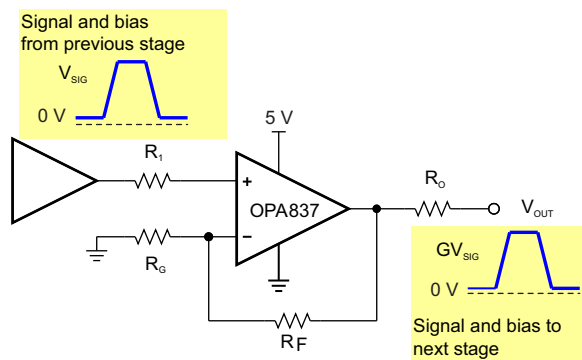 Signal and bias
from previous stage
VSIG
0 V
5 V
R1
+
OPA837
RO
VOUT
−
RG
GVSIG
0 V
RF
Signal and bias to
next stage